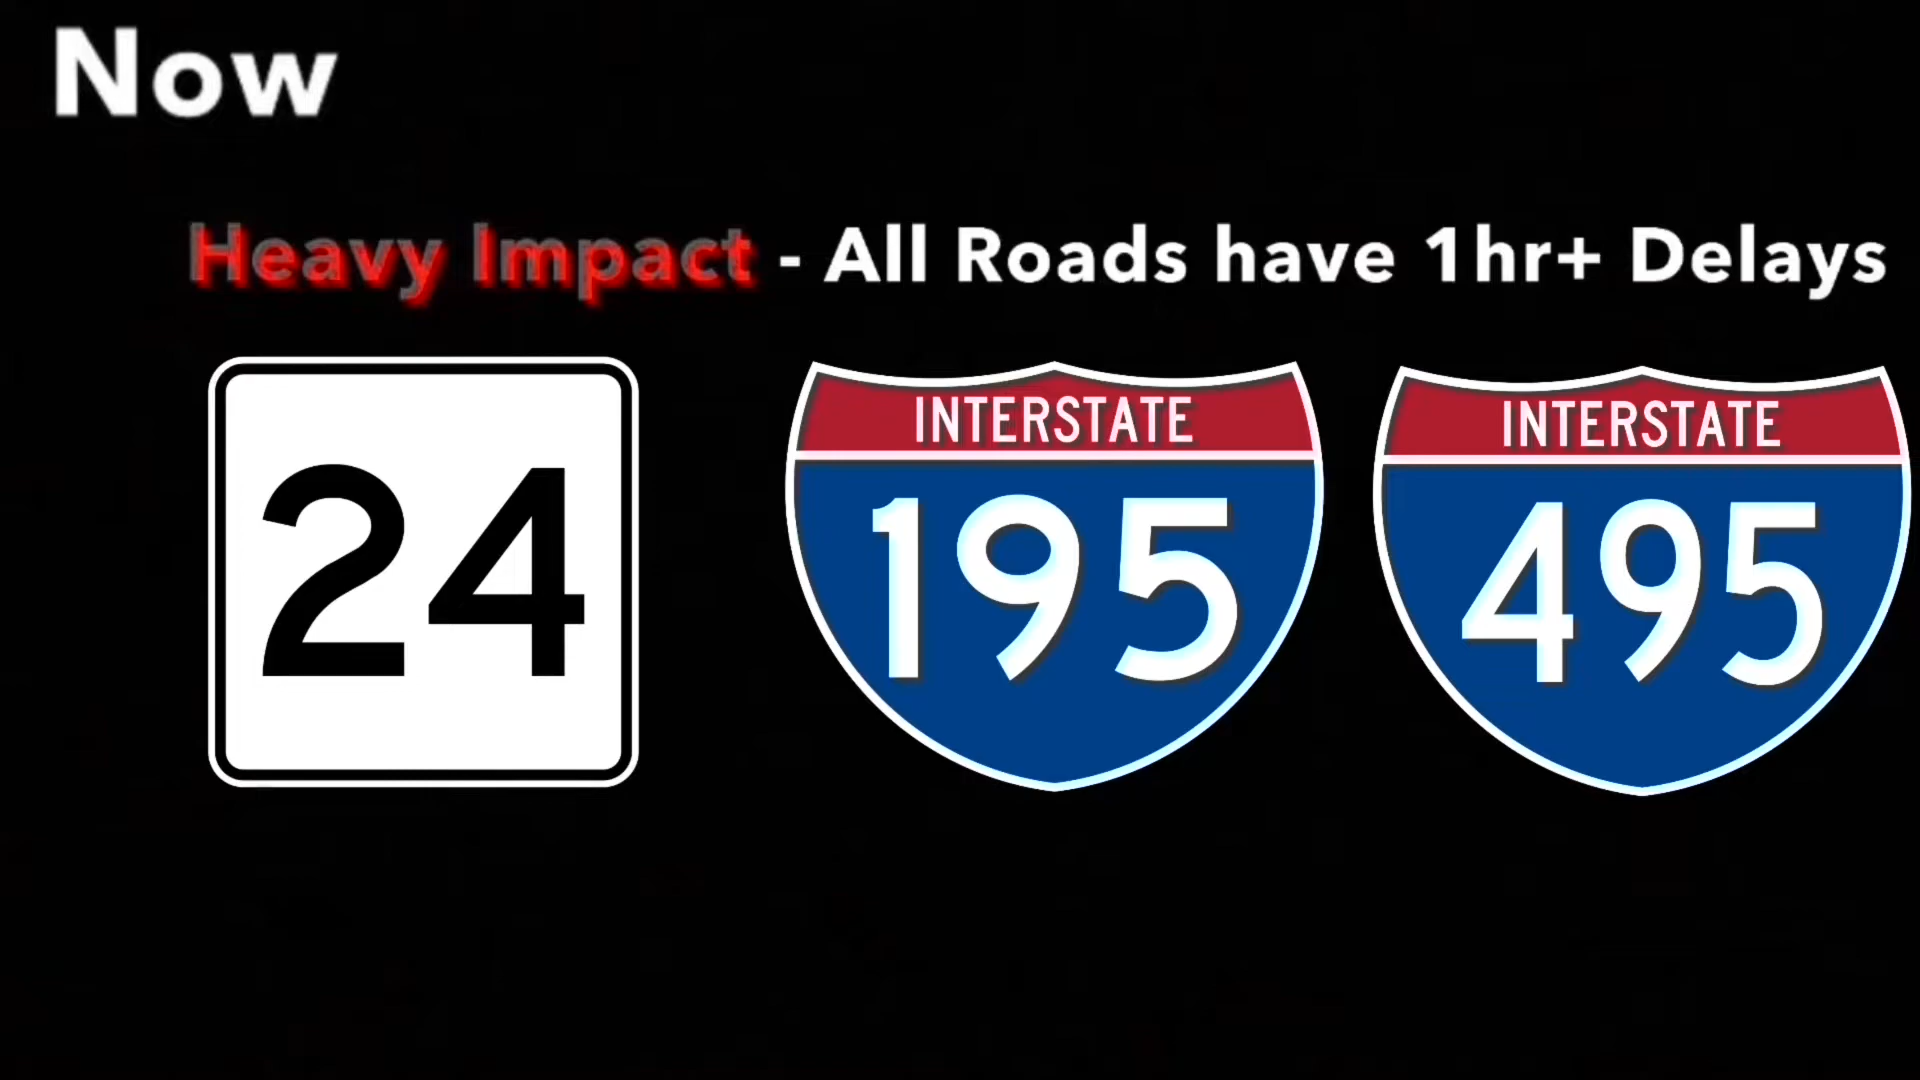 Now
Heavy Impact - All Roads have 1hr+ Delays
24
INTERSTATE
195
INTERSTATE
495